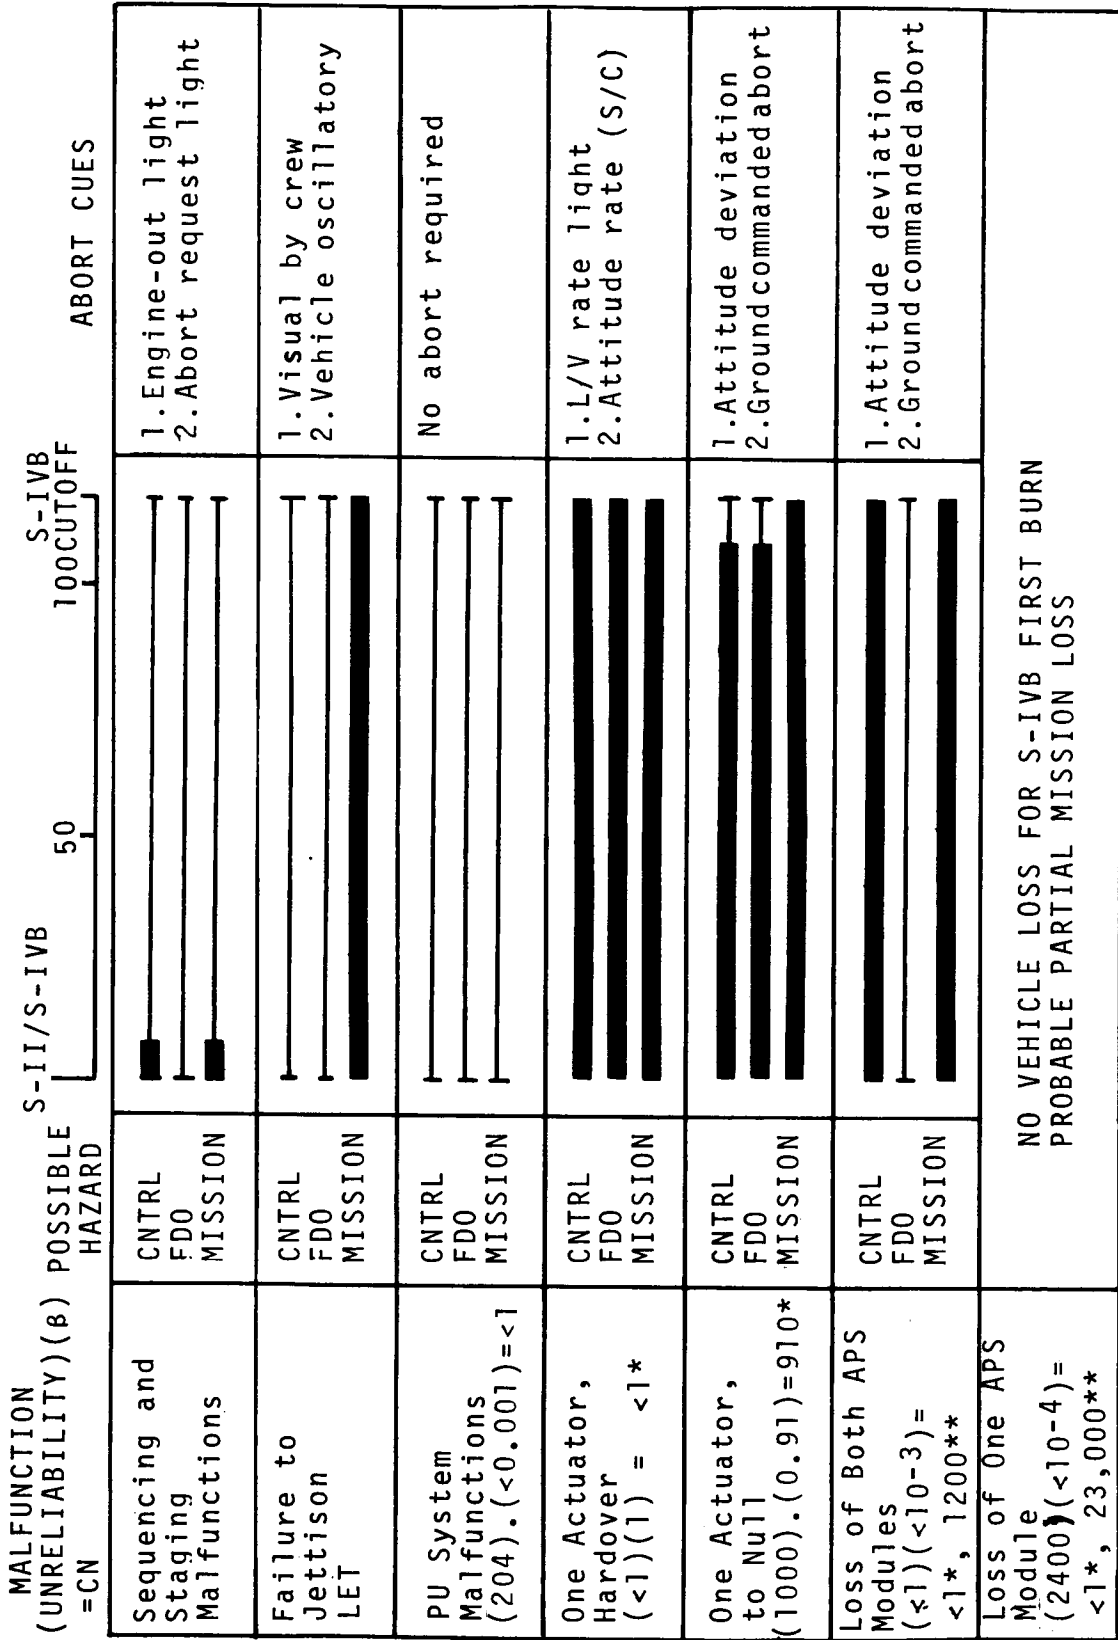 MALFUNCTION
(UNRELIABILITY)(β)
=CN
POSSIBLE
HAZARD
S-II/S-IVB
50
100
S-IVB
CUTOFF
ABORT CUES
Sequencing and
Staging
Malfunctions
CNTRL
FDO
MISSION
1.Engine-out light
2.Abort request light
Failure to
Jettison
LET
CNTRL
FDO
MISSION
1.Visual by crew
2.Vehicle oscillatory
PU System
Malfunctions
(204).(<0.001)=<1
CNTRL
FDO
MISSION
No abort required
One Actuator,
Hardover
(<1)(1) = <1*
CNTRL
FDO
MISSION
1.L/V rate light
2.Attitude rate (S/C)
One Actuator,
to Null
(1000).(0.91)=910*
CNTRL
FDO
MISSION
1.Attitude deviation
2.Ground commanded abort
Loss of Both APS
Modules
(<1)(<10-3)=
<1*, 1200**
CNTRL
FDO
MISSION
1.Attitude deviation
2.Ground commanded abort
Loss of One APS
Module
(2400)(<10-4)=
<1*, 23,000**
NO VEHICLE LOSS FOR S-IVB FIRST BURN
PROBABLE PARTIAL MISSION LOSS